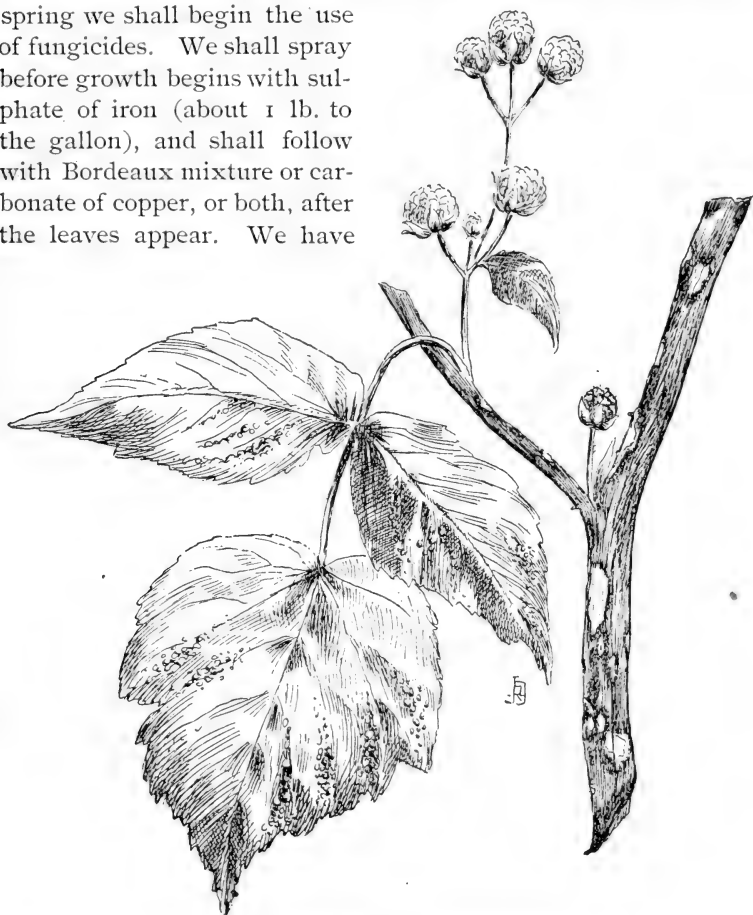 spring we shall begin the use
of fungicides. We shall spray
before growth begins with sul-
phate of iron (about 1 lb. to
the gallon), and shall follow
with Bordeaux mixture or car-
bonate of copper, or both, after
the leaves appear. We have